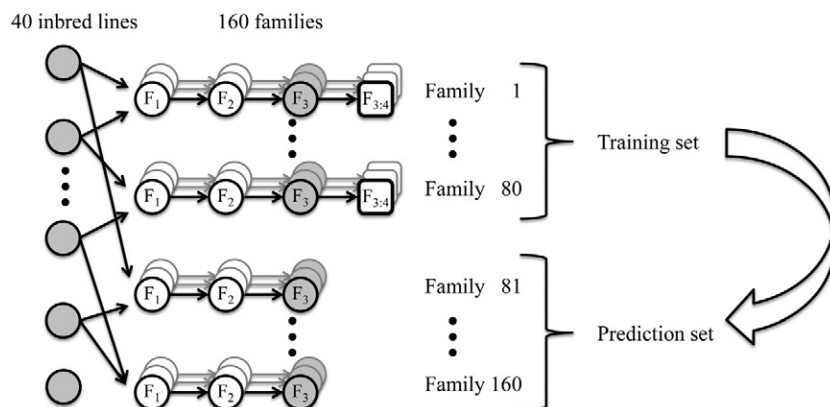 40 inbred lines 160 families
F1 F2 F3 F3:4 Family 1
Training set
F1 F2 F3 F3:4 Family 80
F1 F2 F3 Family 81
Prediction set
F1 F2 F3 Family 160